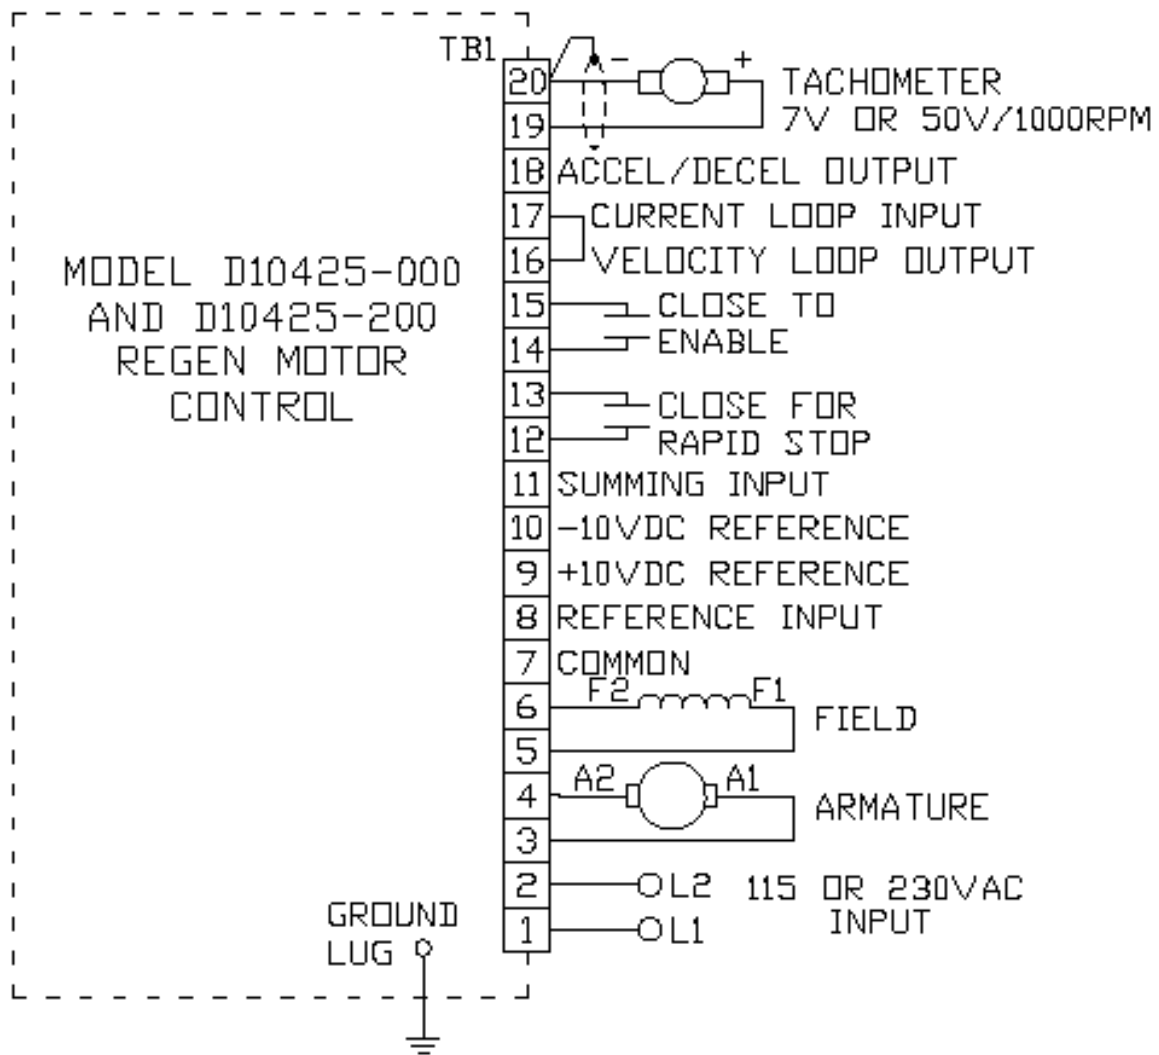 TB1
20 - +
TACHOMETER
7V OR 50V/1000RPM
19
18 ACCEL/DECEL OUTPUT
17 CURRENT LOOP INPUT
16 VELOCITY LOOP OUTPUT
MODEL D10425-000
AND D10425-200
REGEN MOTOR
CONTROL
15 CLOSE TO
14 ENABLE
13 CLOSE FOR
12 RAPID STOP
11 SUMMING INPUT
10 -10VDC REFERENCE
9 +10VDC REFERENCE
8 REFERENCE INPUT
7 COMMON
6 F2 F1
FIELD
5
4 A2 A1
ARMATURE
3
2 L2 115 OR 230VAC
INPUT
1 L1
GROUND
LUG